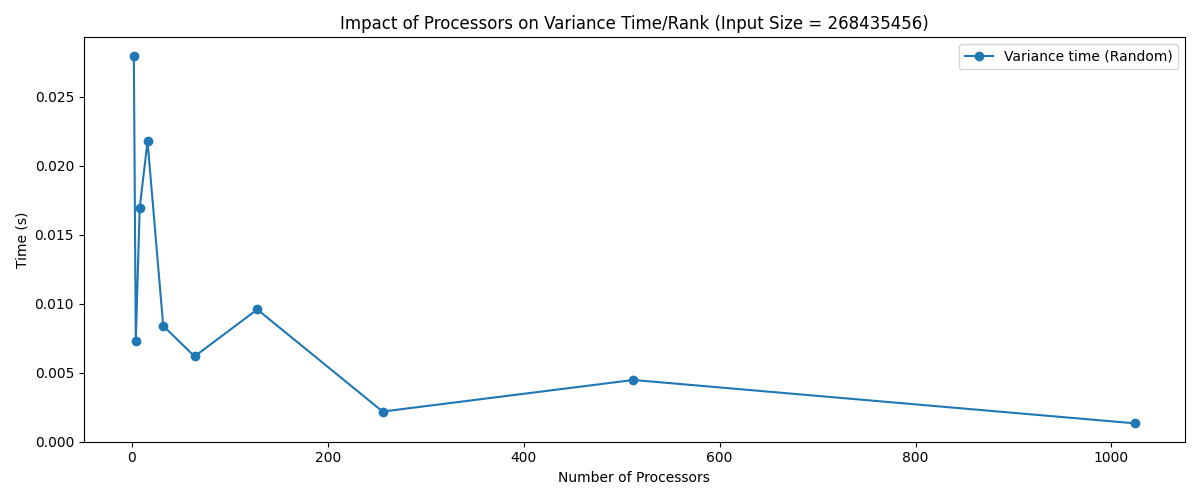 Impact of Processors on Variance Time/Rank (Input Size = 268435456)
Variance time (Random)
Time (s)
0.025
0.020
0.015
0.010
0.005
0.000
0 200 400 600 800 1000
Number of Processors